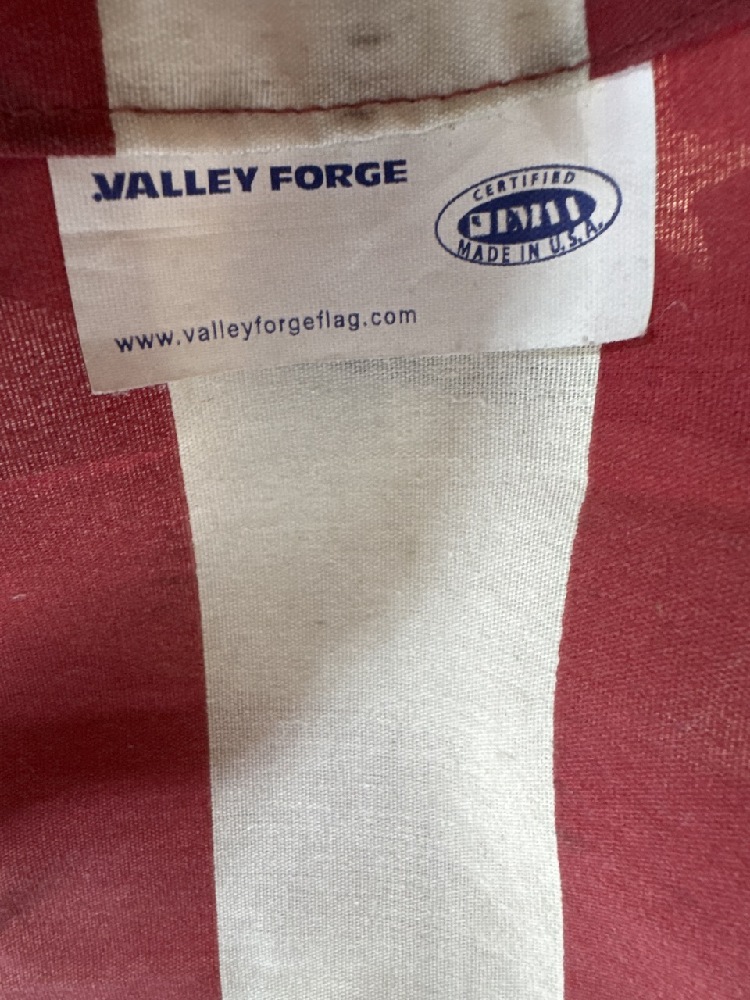 VALLEY FORGE
CERTIFIED
MADE IN U.S.A.
www.valleyforgeflag.com